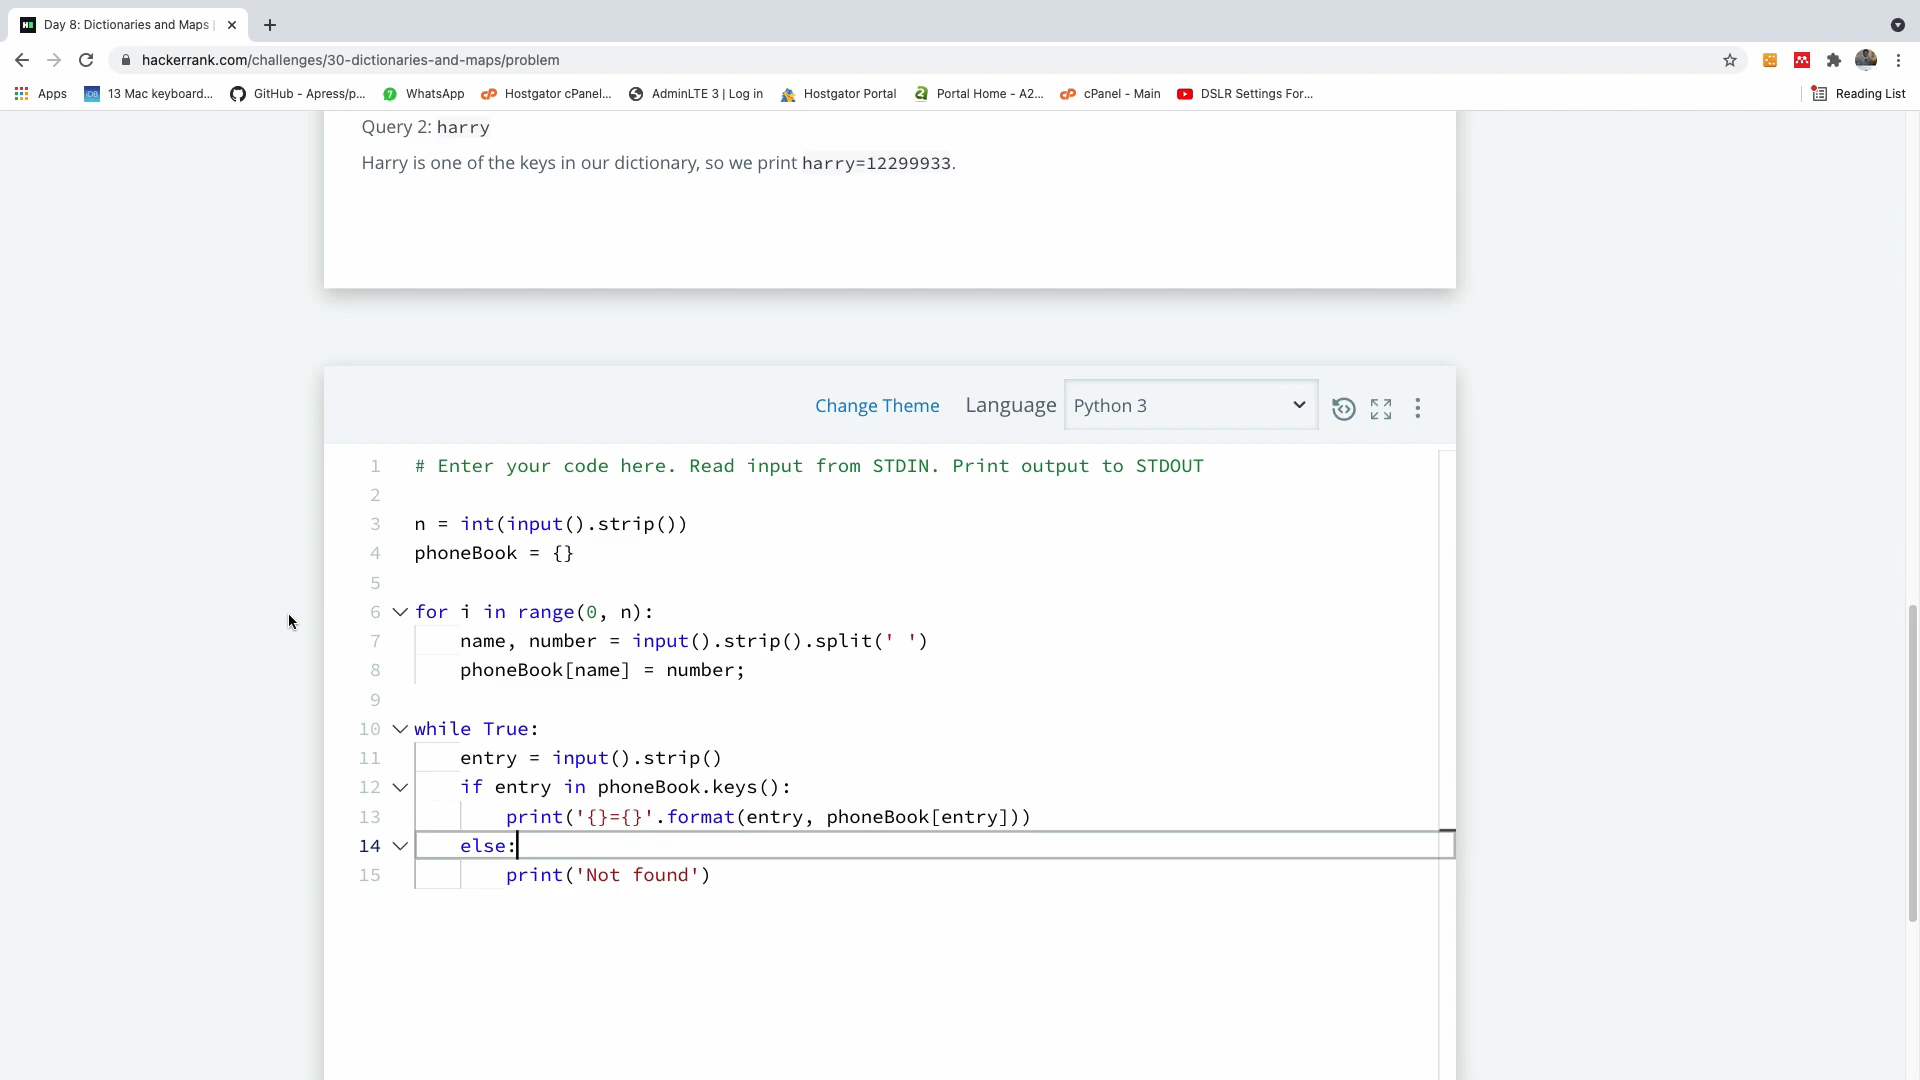 Day 8: Dictionaries and Maps |
hackerrank.com/challenges/30-dictionaries-and-maps/problem
Apps 13 Mac keyboard... GitHub - Apress/p... WhatsApp Hostgator cPanel... AdminLTE 3 | Log in Hostgator Portal Portal Home - A2... cPanel - Main DSLR Settings For... Reading List
Query 2: harry
Harry is one of the keys in our dictionary, so we print harry=12299933.
Change Theme Language Python 3
1 # Enter your code here. Read input from STDIN. Print output to STDOUT
2
3 n = int(input().strip())
4 phoneBook = {}
5
6 for i in range(0, n):
7 name, number = input().strip().split(' ')
8 phoneBook[name] = number;
9
10 while True:
11 entry = input().strip()
12 if entry in phoneBook.keys():
13 print('{}={}'.format(entry, phoneBook[entry]))
14 else:
15 print('Not found')